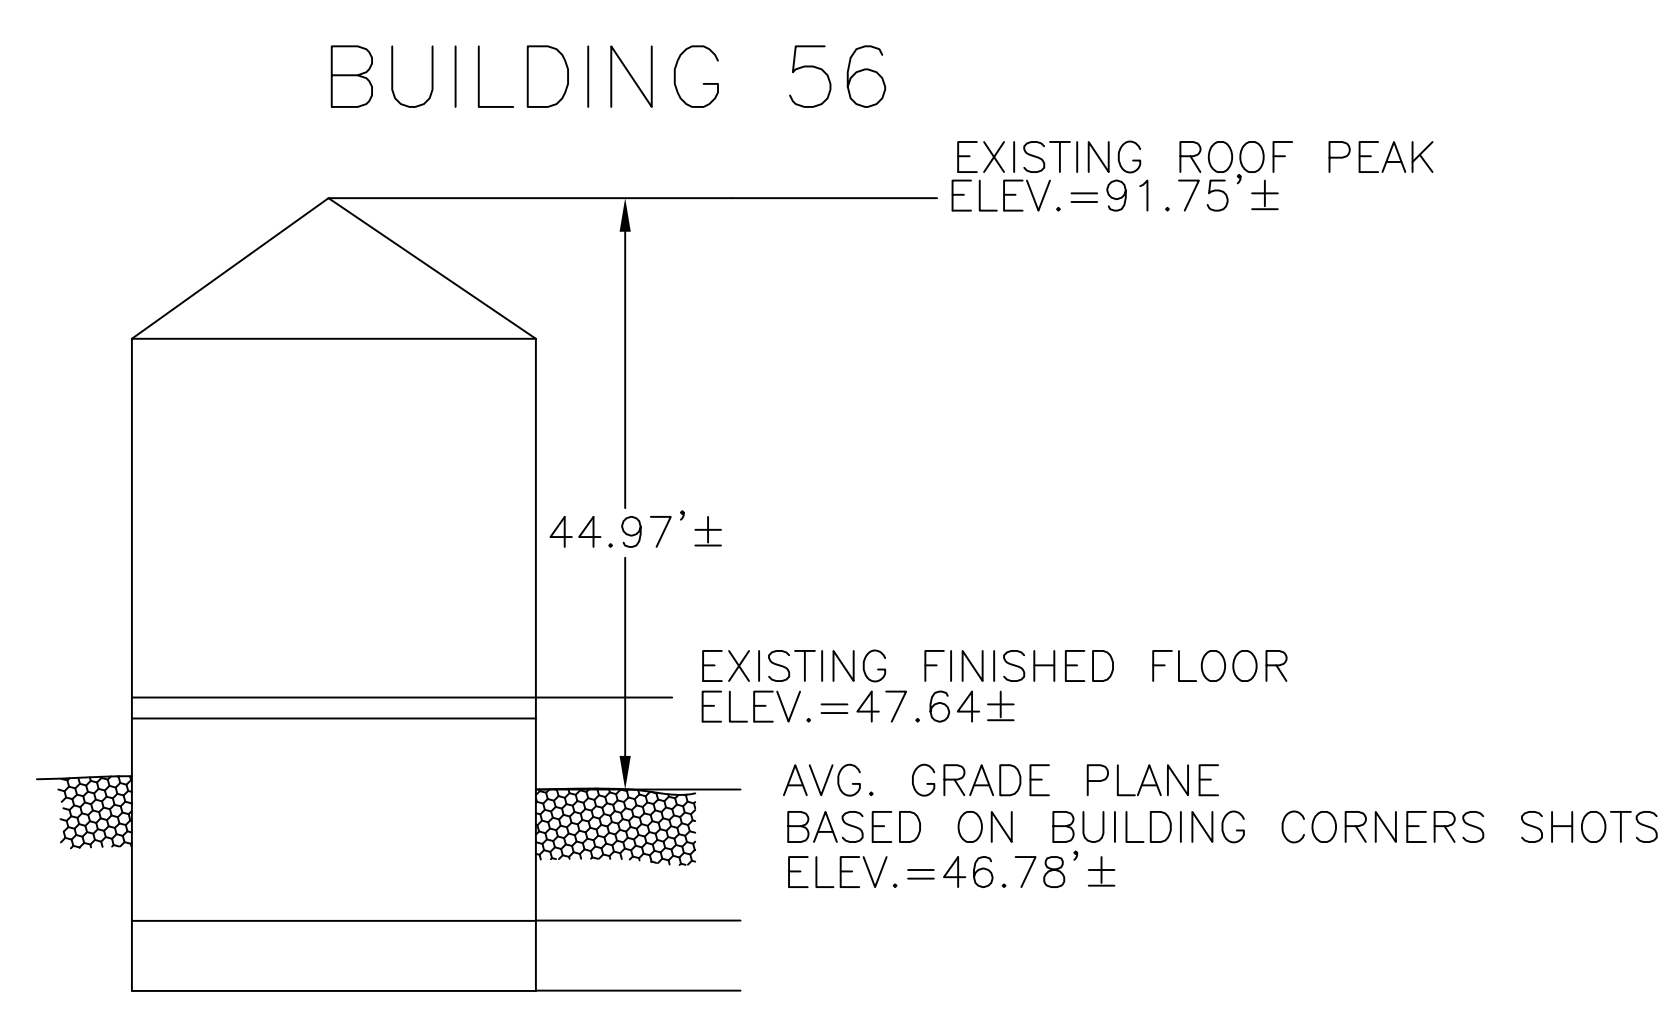 BUILDING 56
EXISTING ROOF PEAK
ELEV.=91.75'±
44.97'±
EXISTING FINISHED FLOOR
ELEV.=47.64±
AVG. GRADE PLANE
BASED ON BUILDING CORNERS SHOTS
ELEV.=46.78'±